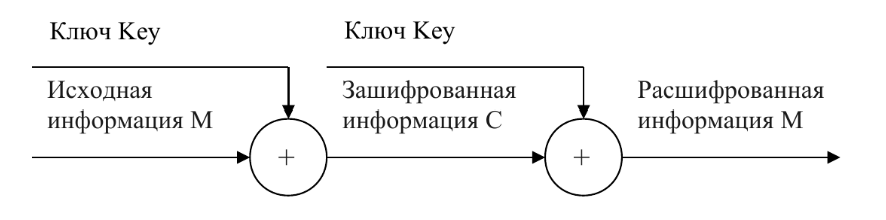 Ключ Key
Ключ Key
Исходная
информация М
Зашифрованная
информация С
Расшифрованная
информация М
+
+